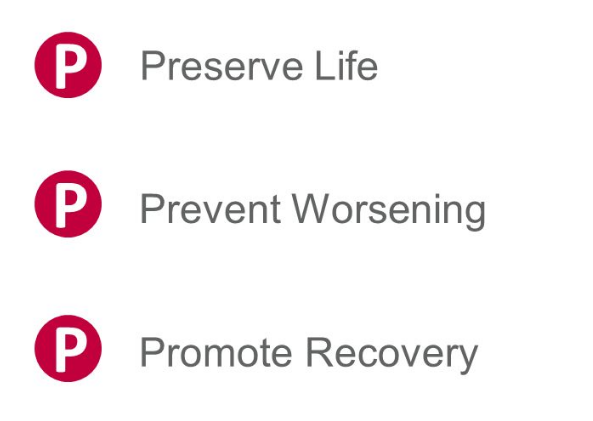 P Preserve Life
P Prevent Worsening
P Promote Recovery